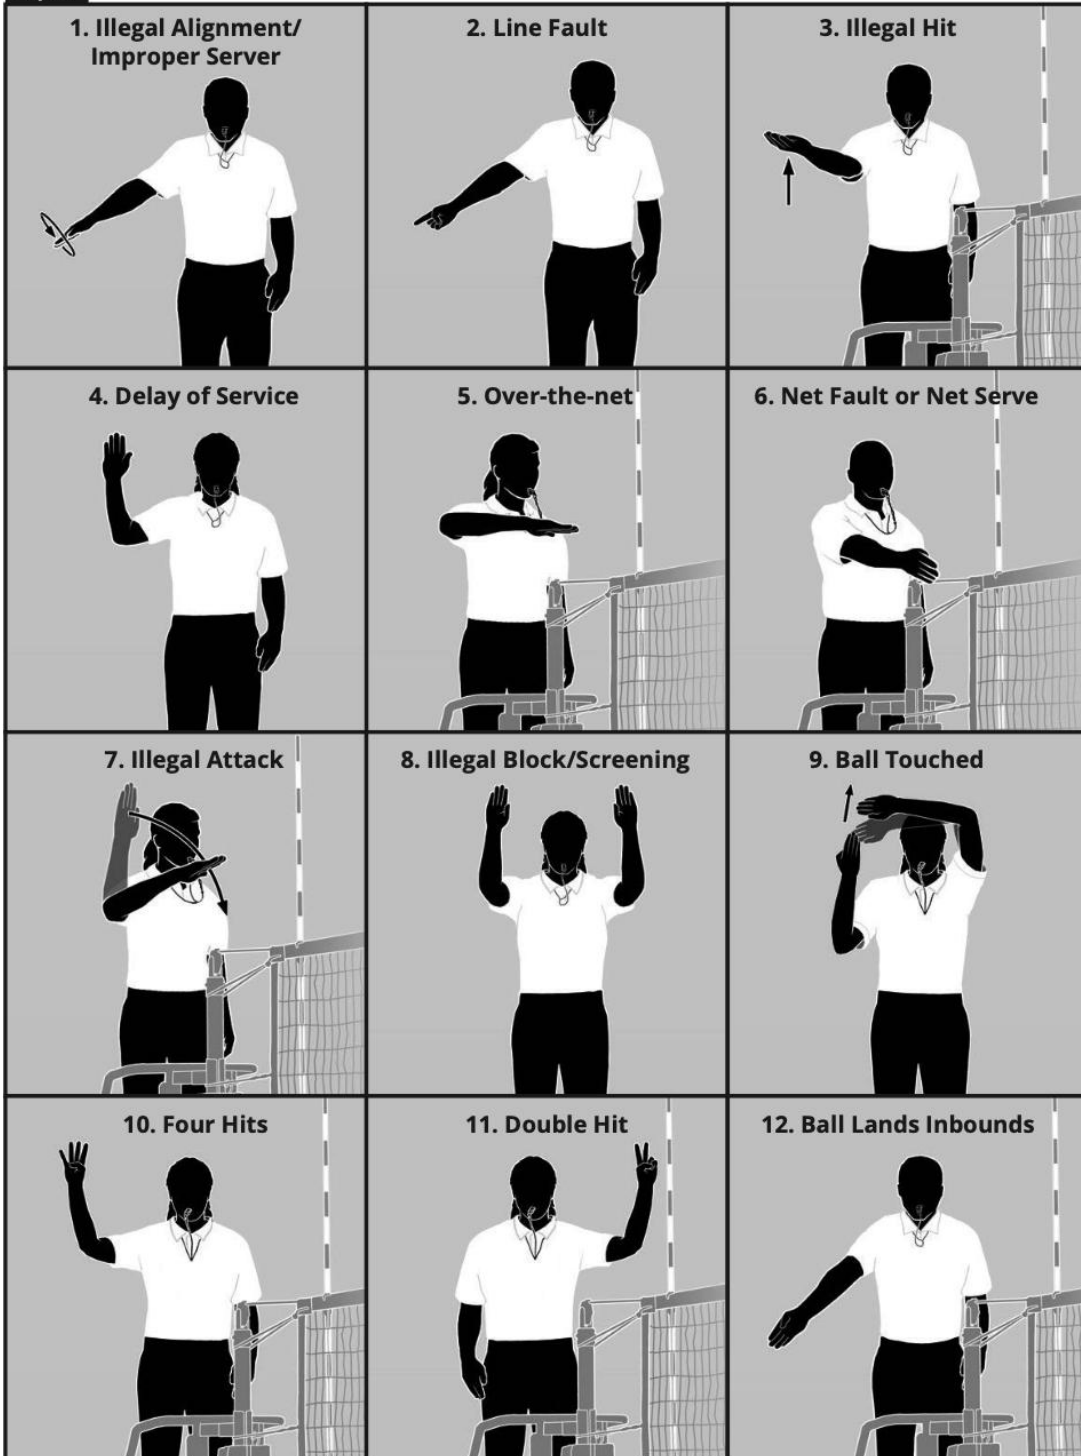 1. Illegal Alignment/
Improper Server
2. Line Fault
3. Illegal Hit
4. Delay of Service
5. Over-the-net
6. Net Fault or Net Serve
7. Illegal Attack
8. Illegal Block/Screening
9. Ball Touched
10. Four Hits
11. Double Hit
12. Ball Lands Inbounds